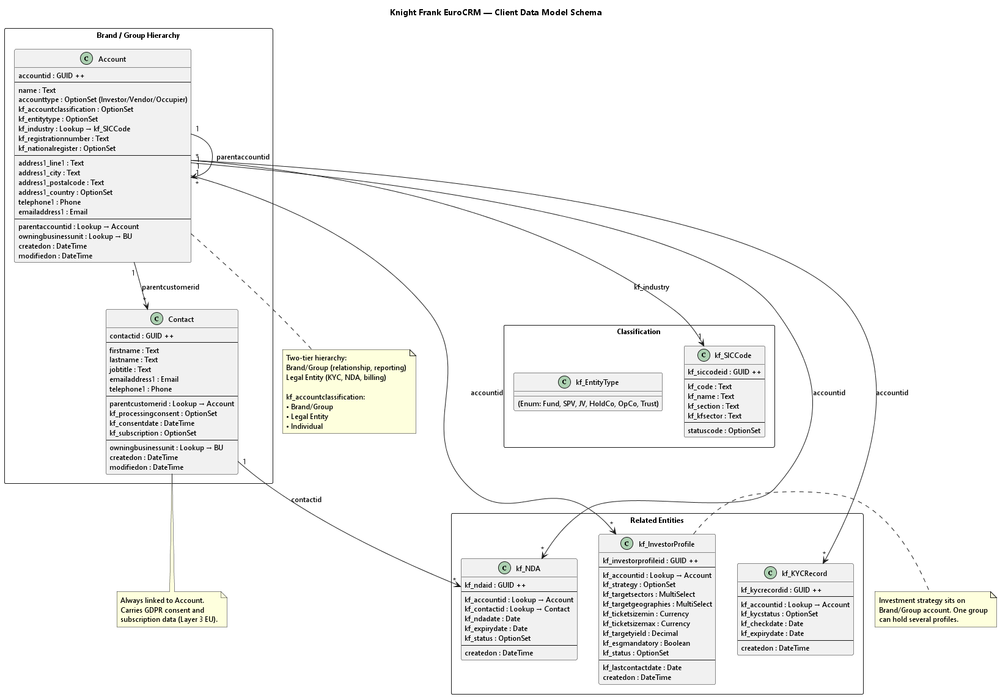 Knight Frank EuroCRM — Client Data Model Schema
Brand / Group Hierarchy
C Account
accountid : GUID ++
name : Text
accounttype : OptionSet (Investor/Vendor/Occupier)
kf_accountclassification : OptionSet
kf_entitytype : OptionSet
kf_industry : Lookup → kf_SICCode
kf_registrationnumber : Text
kf_nationalregister : OptionSet
address1_line1 : Text
address1_city : Text
address1_postalcode : Text
address1_country : OptionSet
telephone1 : Phone
emailaddress1 : Email
parentaccountid : Lookup → Account
owningbusinessunit : Lookup → BU
createdon : DateTime
modifiedon : DateTime
1
parentaccountid
*
1
1
1
*
1
parentcustomerid
*
C Contact
contactid : GUID ++
firstname : Text
lastname : Text
jobtitle : Text
emailaddress1 : Email
telephone1 : Phone
parentcustomerid : Lookup → Account
kf_processingconsent : OptionSet
kf_consentdate : DateTime
kf_subscription : OptionSet
owningbusinessunit : Lookup → BU
createdon : DateTime
modifiedon : DateTime
Two-tier hierarchy:
Brand/Group (relationship, reporting)
Legal Entity (KYC, NDA, billing)
kf_accountclassification:
• Brand/Group
• Legal Entity
• Individual
kf_industry
1
accountid
accountid
accountid
Classification
C kf_EntityType
(Enum: Fund, SPV, JV, HoldCo, OpCo, Trust)
C kf_SICCode
kf_siccodeid : GUID ++
kf_code : Text
kf_name : Text
kf_section : Text
kf_kfsector : Text
statuscode : OptionSet
1
contactid
*
Always linked to Account.
Carries GDPR consent and
subscription data (Layer 3 EU).
Related Entities
*
C kf_NDA
kf_ndaid : GUID ++
kf_accountid : Lookup → Account
kf_contactid : Lookup → Contact
kf_ndadate : Date
kf_expirydate : Date
kf_status : OptionSet
createdon : DateTime
*
C kf_InvestorProfile
kf_investorprofileid : GUID ++
kf_accountid : Lookup → Account
kf_strategy : OptionSet
kf_targetsectors : MultiSelect
kf_targetgeographies : MultiSelect
kf_ticketsizemin : Currency
kf_ticketsizemax : Currency
kf_targetyield : Decimal
kf_esgmandatory : Boolean
kf_status : OptionSet
kf_lastcontactdate : Date
createdon : DateTime
*
C kf_KYCRecord
kf_kycrecordid : GUID ++
kf_accountid : Lookup → Account
kf_kycstatus : OptionSet
kf_checkdate : Date
kf_expirydate : Date
createdon : DateTime
Investment strategy sits on
Brand/Group account. One group
can hold several profiles.